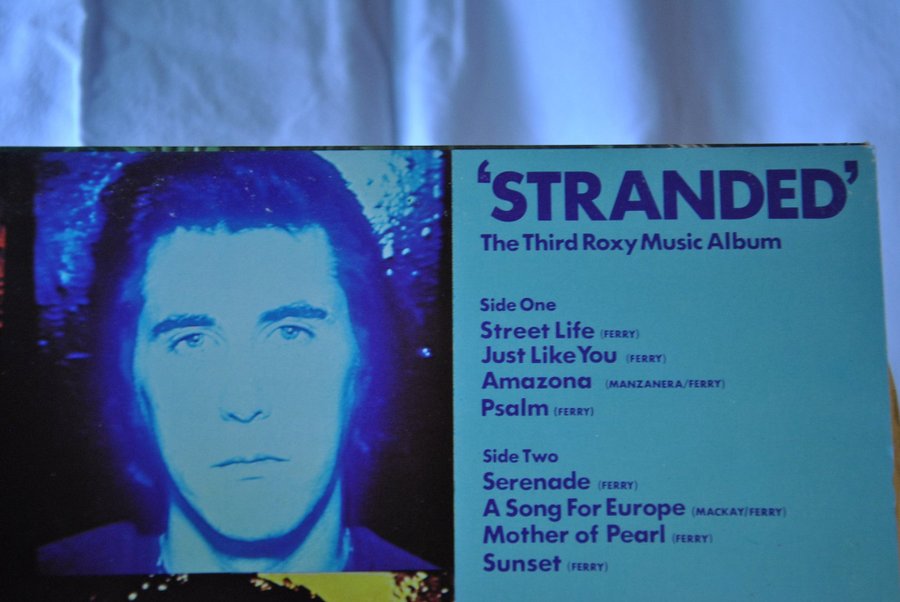 'STRANDED'
The Third Roxy Music Album
Side One
Street Life (FERRY)
Just Like You (FERRY)
Amazona (MANZANERA/FERRY)
Psalm (FERRY)
Side Two
Serenade (FERRY)
A Song For Europe (MACKAY/FERRY)
Mother of Pearl (FERRY)
Sunset (FERRY)